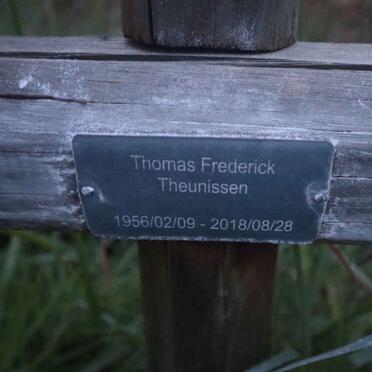 Thomas Frederick
Theunissen
1956/02/09 - 2018/08/28